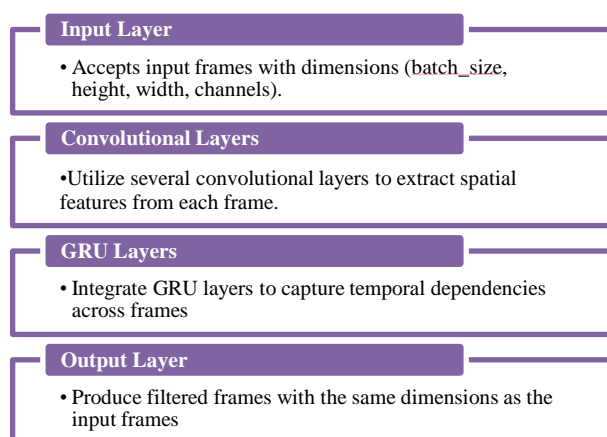 Input Layer
• Accepts input frames with dimensions (batch_size,
height, width, channels).
Convolutional Layers
•Utilize several convolutional layers to extract spatial
features from each frame.
GRU Layers
• Integrate GRU layers to capture temporal dependencies
across frames
Output Layer
• Produce filtered frames with the same dimensions as the
input frames